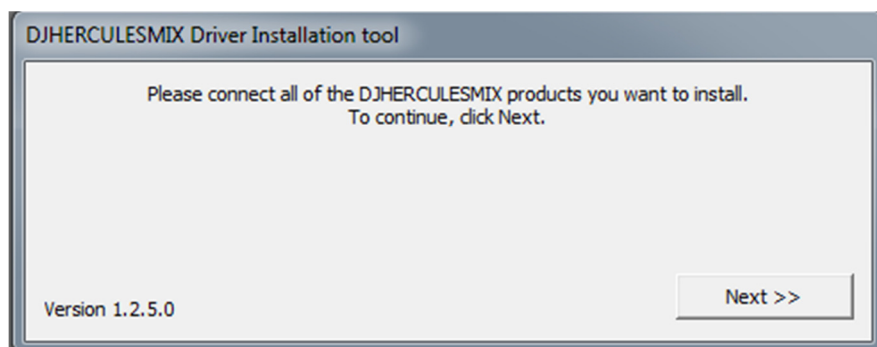 DJHERCULESMIX Driver Installation tool
Please connect all of the DJHERCULESMIX products you want to install.
To continue, click Next.
Next >>
Version 1.2.5.0